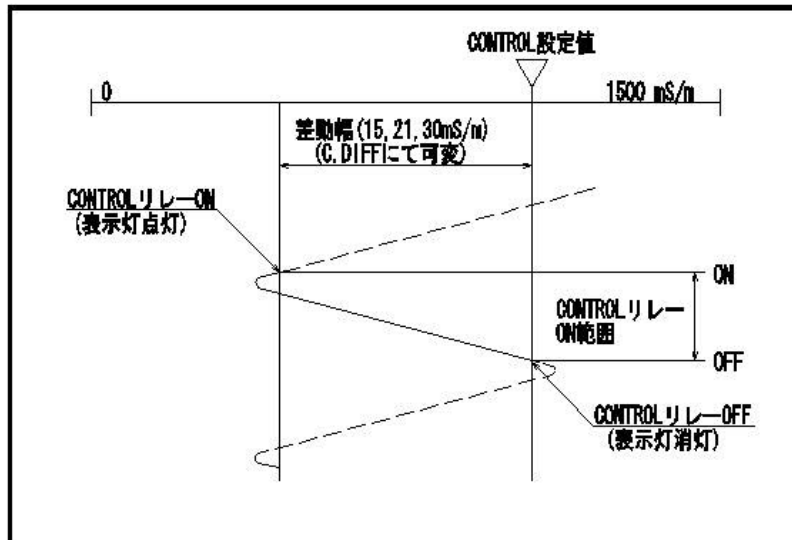 CONTROL設定値
0
1500 mS/m
差動幅(15,21,30mS/m)
(C.DIFFにて可変)
CONTROLリレーON
(表示灯点灯)
ON
CONTROLリレー
ON範囲
OFF
CONTROLリレーOFF
(表示灯消灯)